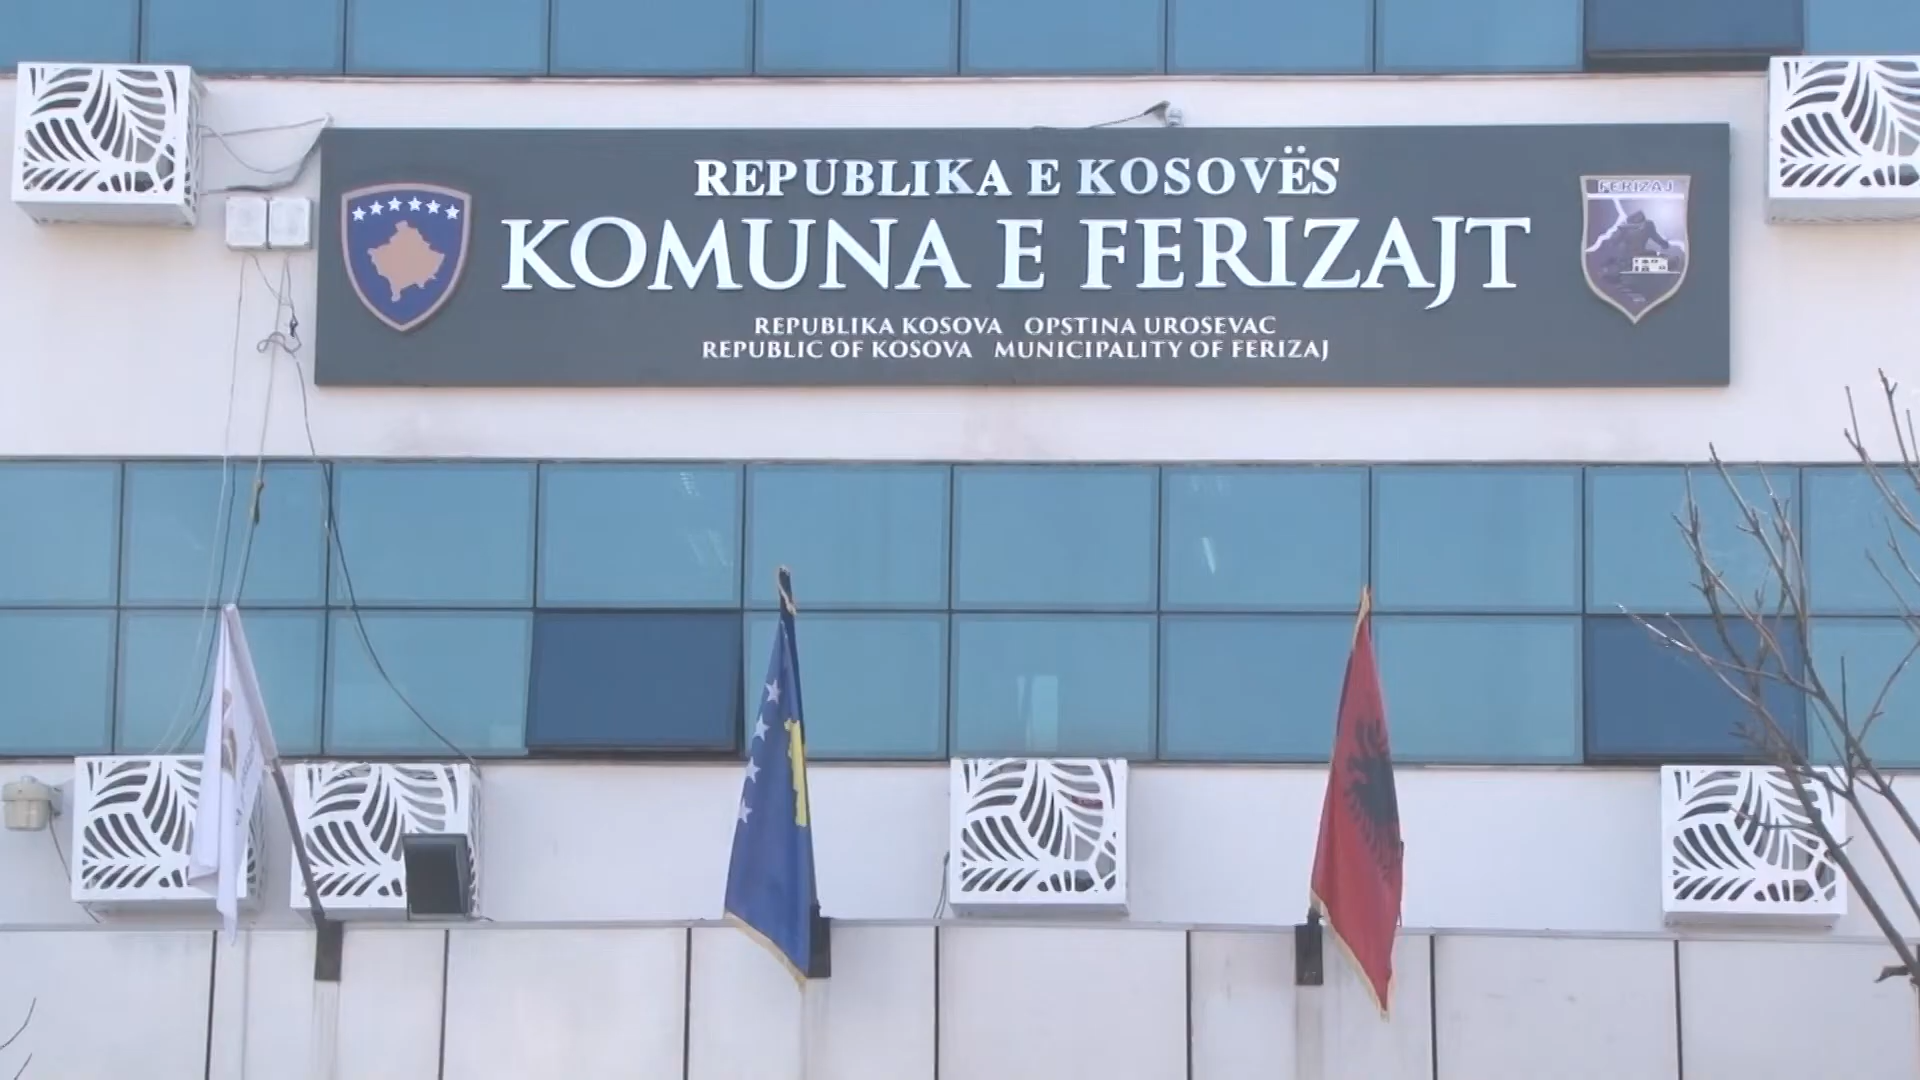 REPUBLIKA E KOSOVËS
KOMUNA E FERIZAJT
REPUBLIKA KOSOVA OPSTINA UROSEVAC
REPUBLIC OF KOSOVA MUNICIPALITY OF FERIZAJ
FERIZAJ